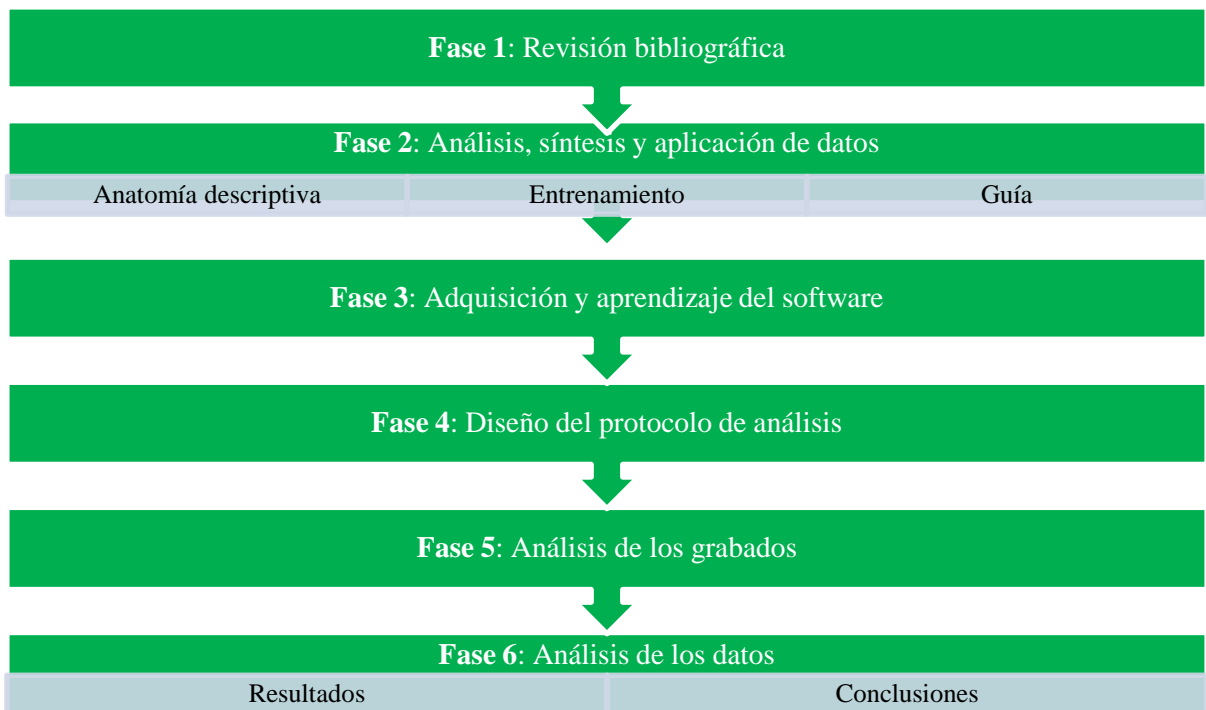 Fase 1: Revisión bibliográfica
Fase 2: Análisis, síntesis y aplicación de datos
Anatomía descriptiva Entrenamiento Guía
Fase 3: Adquisición y aprendizaje del software
Fase 4: Diseño del protocolo de análisis
Fase 5: Análisis de los grabados
Fase 6: Análisis de los datos
Resultados Conclusiones